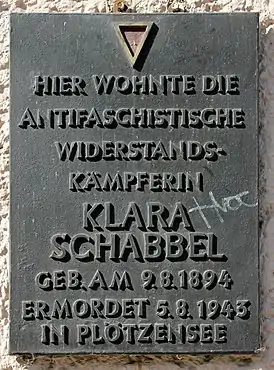 HIER WOHNTE DIE
ANTIFASCHISTISCHE
WIDERSTANDS-
KÄMPFERIN
KLARA
SCHABBEL
GEB. AM 9.8.1894
ERMORDET 5.8.1943
IN PLÖTZENSEE